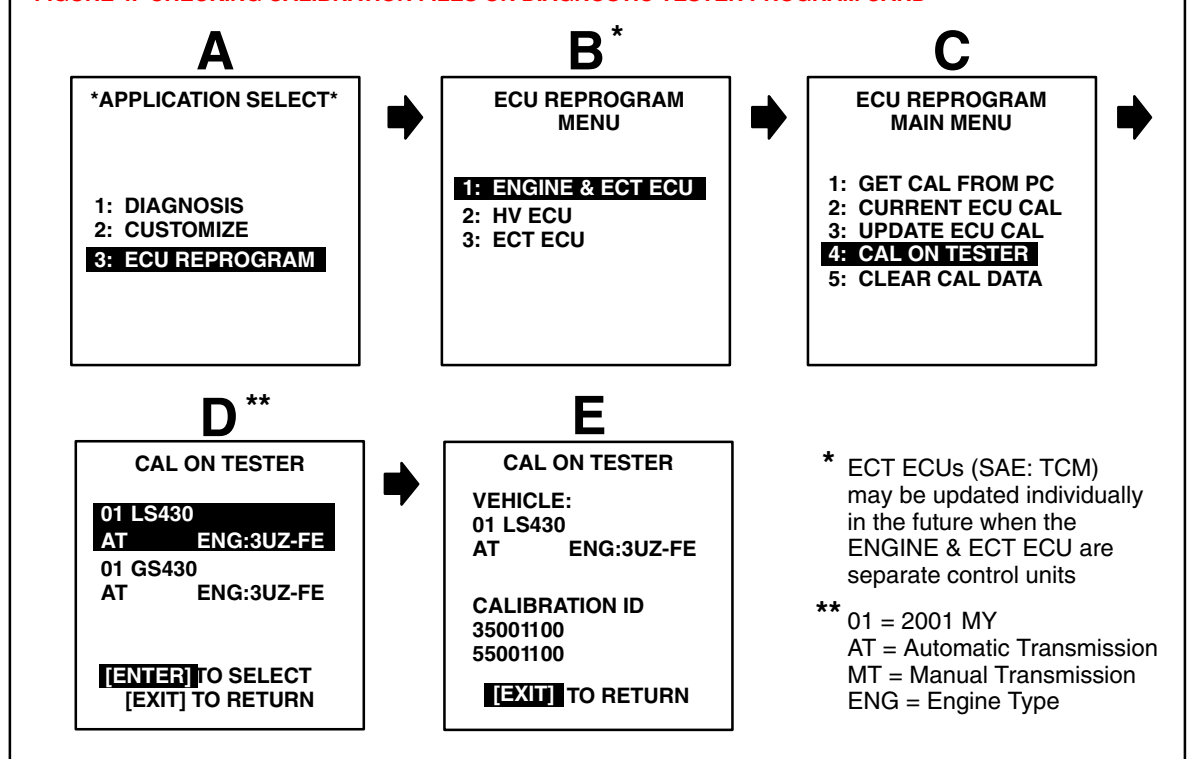 FIGURE 1. CHECKING CALIBRATION FILES ON DIAGNOSTIC TESTER PROGRAM CARD
A
*APPLICATION SELECT*
1: DIAGNOSIS
2: CUSTOMIZE
3: ECU REPROGRAM
B*
ECU REPROGRAM
MENU
1: ENGINE & ECT ECU
2: HV ECU
3: ECT ECU
C
ECU REPROGRAM
MAIN MENU
1: GET CAL FROM PC
2: CURRENT ECU CAL
3: UPDATE ECU CAL
4: CAL ON TESTER
5: CLEAR CAL DATA
D**
CAL ON TESTER
01 LS430
AT ENG:3UZ-FE
01 GS430
AT ENG:3UZ-FE
[ENTER] TO SELECT
[EXIT] TO RETURN
E
CAL ON TESTER
VEHICLE:
01 LS430
AT ENG:3UZ-FE
CALIBRATION ID
35001100
55001100
[EXIT] TO RETURN
* ECT ECUs (SAE: TCM)
may be updated individually
in the future when the
ENGINE & ECT ECU are
separate control units
** 01 = 2001 MY
AT = Automatic Transmission
MT = Manual Transmission
ENG = Engine Type